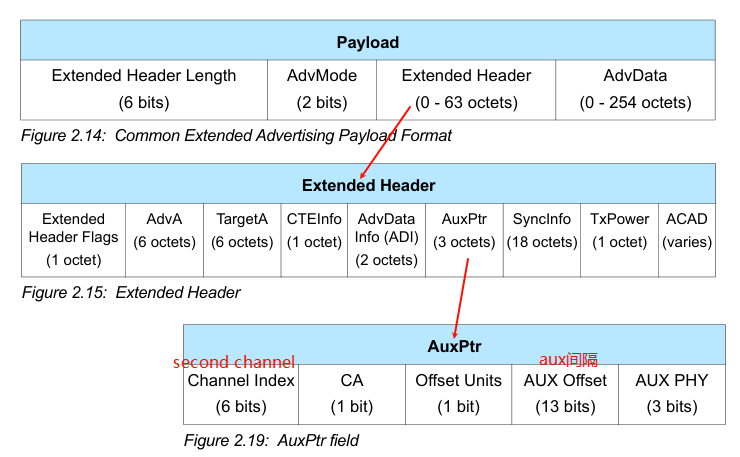 Payload
Extended Header Length
(6 bits)
AdvMode
(2 bits)
Extended Header
(0 - 63 octets)
AdvData
(0 - 254 octets)
Figure 2.14: Common Extended Advertising Payload Format
Extended Header
Extended
Header Flags
(1 octet)
AdvA
(6 octets)
TargetA
(6 octets)
CTEInfo
(1 octet)
AdvData
Info (ADI)
(2 octets)
AuxPtr
(3 octets)
SyncInfo
(18 octets)
TxPower
(1 octet)
ACAD
(varies)
Figure 2.15: Extended Header
AuxPtr
second channel
Channel Index
(6 bits)
CA
(1 bit)
Offset Units
(1 bit)
aux间隔
AUX Offset
(13 bits)
AUX PHY
(3 bits)
Figure 2.19: AuxPtr field